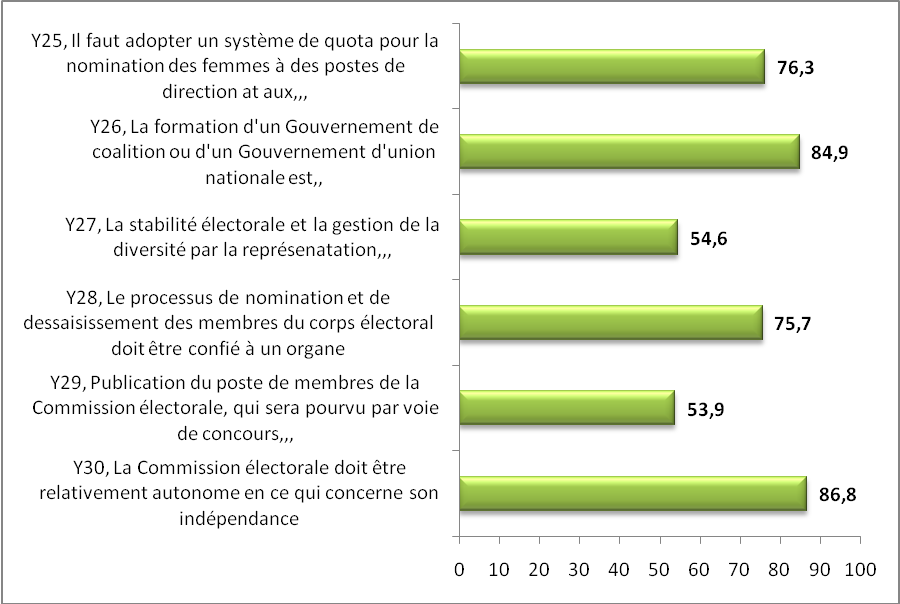 Y25, Il faut adopter un système de quota pour la
nomination des femmes à des postes de
direction at aux,,,
76,3
Y26, La formation d'un Gouvernement de
coalition ou d'un Gouvernement d'union
nationale est,,
84,9
Y27, La stabilité électorale et la gestion de la
diversité par la représenatation,,,
54,6
Y28, Le processus de nomination et de
dessaisissement des membres du corps électoral
doit être confié à un organe
75,7
Y29, Publication du poste de membres de la
Commission électorale, qui sera pourvu par voie
de concours,,,
53,9
Y30, La Commission électorale doit être
relativement autonome en ce qui concerne son
indépendance
86,8
0 10 20 30 40 50 60 70 80 90 100